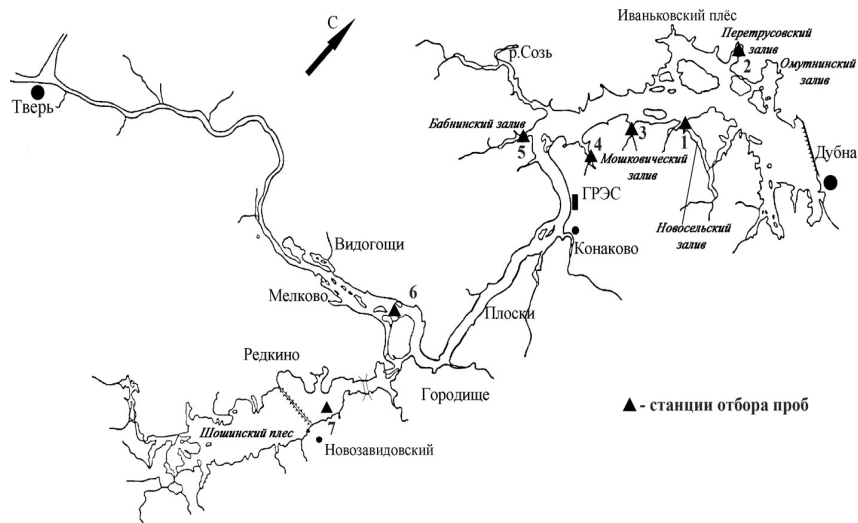 С
Иваньковский плёс
Перетрусовский
залив
2
Омутнинский
залив
р.Созь
Тверь
Бабнинский залив
5
4
3
1
Мошковический
залив
Дубна
ГРЭС
Новосельский
залив
Конаково
Видогощи
6
Мелково
Плоски
Редкино
Городище
- станции отбора проб
7
Шошинский плес
Новозавидовский